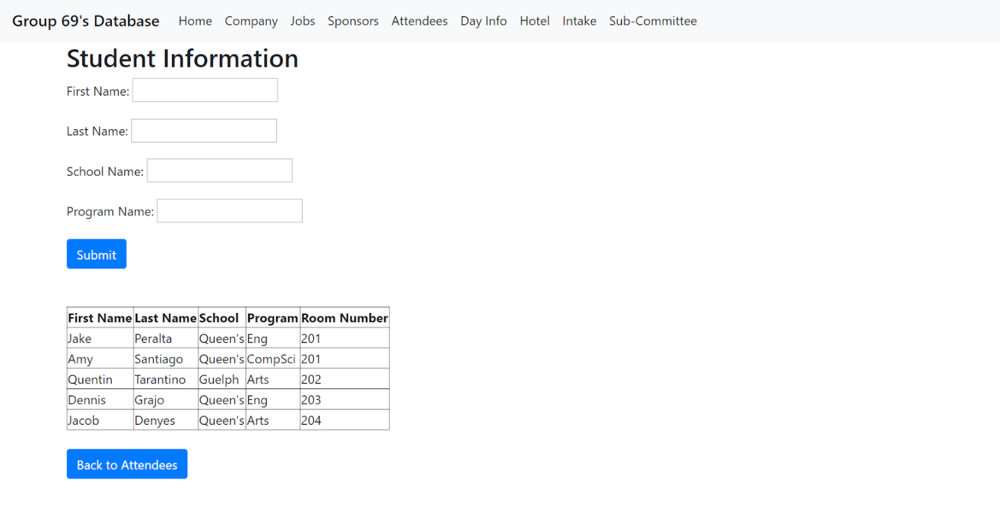 Group 69's Database Home Company Jobs Sponsors Attendees Day Info Hotel Intake Sub-Committee
Student Information
First Name:
Last Name:
School Name:
Program Name:
Submit
First Name Last Name School Program Room Number
Jake Peralta Queen's Eng 201
Amy Santiago Queen's CompSci 201
Quentin Tarantino Guelph Arts 202
Dennis Grajo Queen's Eng 203
Jacob Denyes Queen's Arts 204
Back to Attendees